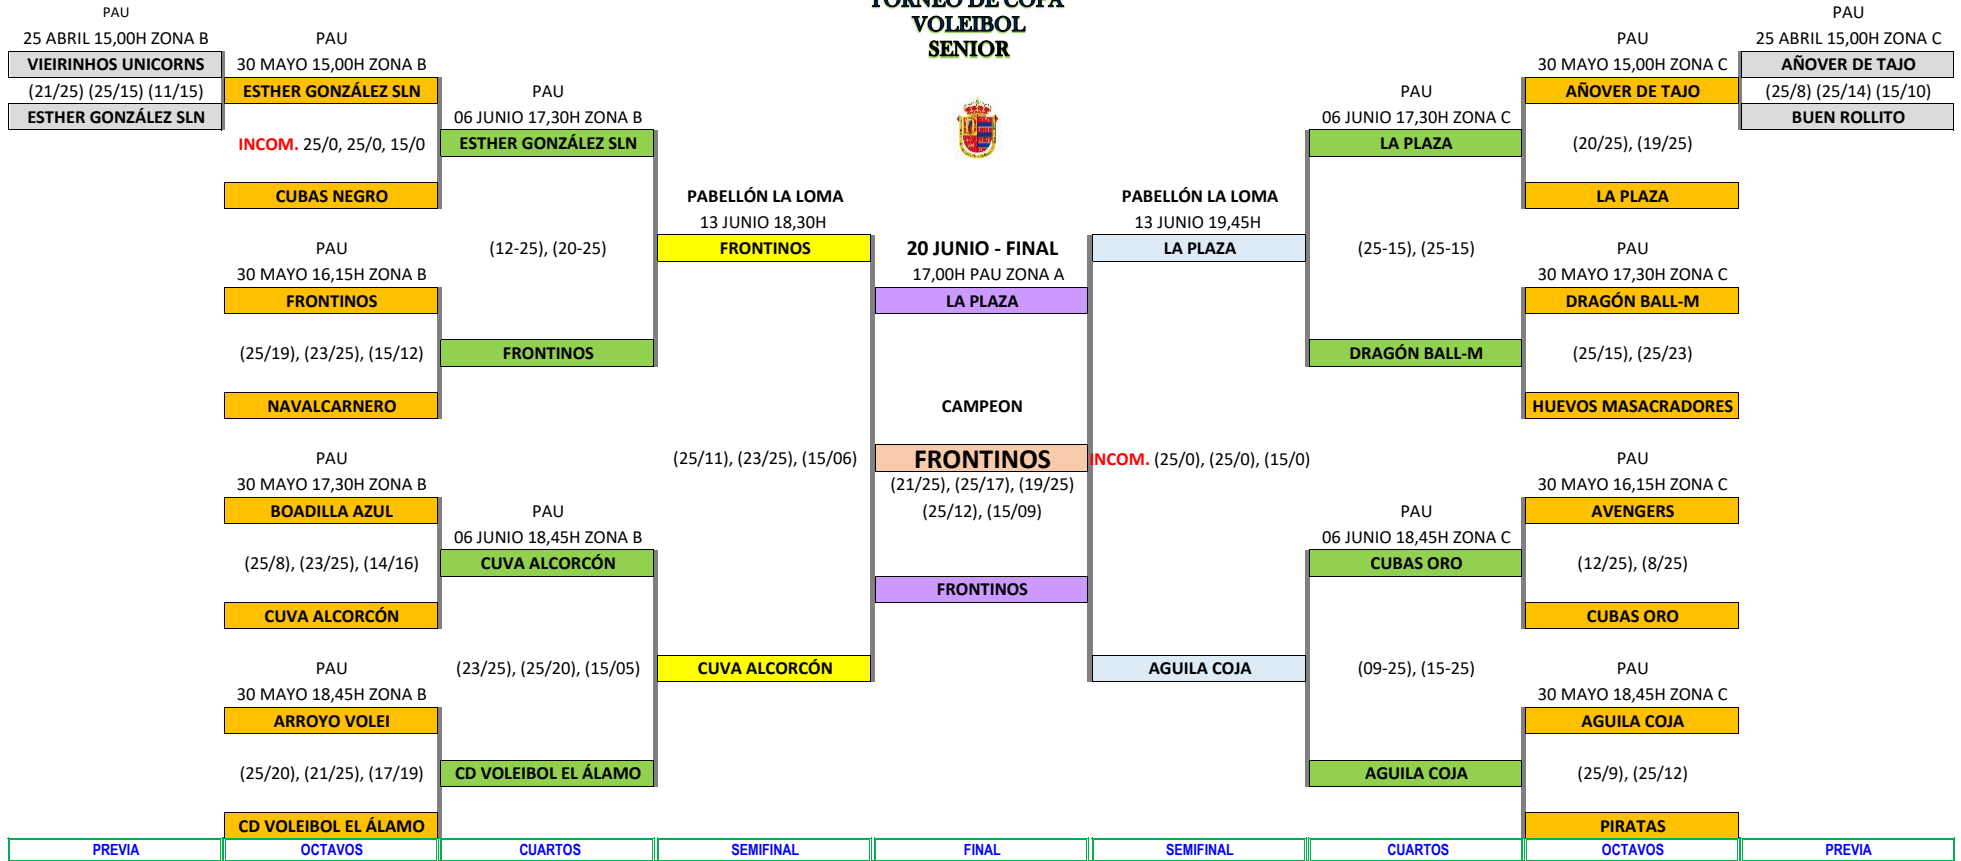 TORNEO DE COPA
VOLEIBOL
SENIOR
PAU
25 ABRIL 15,00H ZONA B
VIEIRINHOS UNICORNS
(21/25) (25/15) (11/15)
ESTHER GONZÁLEZ SLN
PAU
30 MAYO 15,00H ZONA B
ESTHER GONZÁLEZ SLN
INCOM. 25/0, 25/0, 15/0
CUBAS NEGRO
PAU
30 MAYO 16,15H ZONA B
FRONTINOS
(25/19), (23/25), (15/12)
NAVALCARNERO
PAU
30 MAYO 17,30H ZONA B
BOADILLA AZUL
(25/8), (23/25), (14/16)
CUVA ALCORCÓN
PAU
30 MAYO 18,45H ZONA B
ARROYO VOLEI
(25/20), (21/25), (17/19)
CD VOLEIBOL EL ÁLAMO
PAU
06 JUNIO 17,30H ZONA B
ESTHER GONZÁLEZ SLN
(12-25), (20-25)
FRONTINOS
PAU
06 JUNIO 18,45H ZONA B
CUVA ALCORCÓN
(23/25), (25/20), (15/05)
CD VOLEIBOL EL ÁLAMO
PABELLÓN LA LOMA
13 JUNIO 18,30H
FRONTINOS
(25/11), (23/25), (15/06)
CUVA ALCORCÓN
20 JUNIO - FINAL
17,00H PAU ZONA A
LA PLAZA
CAMPEON
FRONTINOS
(21/25), (25/17), (19/25)
(25/12), (15/09)
FRONTINOS
PABELLÓN LA LOMA
13 JUNIO 19,45H
LA PLAZA
INCOM. (25/0), (25/0), (15/0)
AGUILA COJA
PAU
06 JUNIO 17,30H ZONA C
LA PLAZA
(25-15), (25-15)
DRAGÓN BALL-M
PAU
06 JUNIO 18,45H ZONA C
CUBAS ORO
(09-25), (15-25)
AGUILA COJA
PAU
30 MAYO 15,00H ZONA C
AÑOVER DE TAJO
(20/25), (19/25)
LA PLAZA
PAU
30 MAYO 17,30H ZONA C
DRAGÓN BALL-M
(25/15), (25/23)
HUEVOS MASACRADORES
PAU
30 MAYO 16,15H ZONA C
AVENGERS
(12/25), (8/25)
CUBAS ORO
PAU
30 MAYO 18,45H ZONA C
AGUILA COJA
(25/9), (25/12)
PIRATAS
PAU
25 ABRIL 15,00H ZONA C
AÑOVER DE TAJO
(25/8) (25/14) (15/10)
BUEN ROLLITO
PREVIA OCTAVOS CUARTOS SEMIFINAL FINAL SEMIFINAL CUARTOS OCTAVOS PREVIA